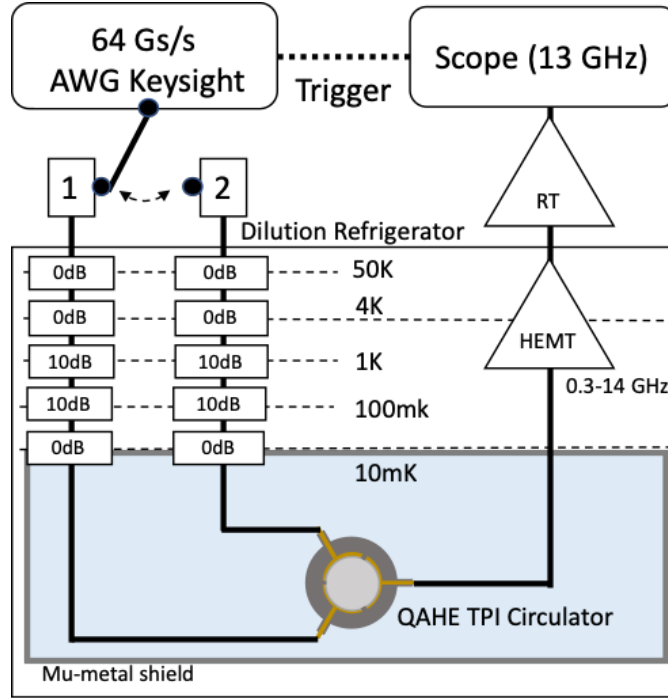 64 Gs/s
AWG Keysight
Trigger
Scope (13 GHz)
1
2
RT
Dilution Refrigerator
0dB
0dB
50K
0dB
0dB
4K
HEMT
10dB
10dB
1K
0.3-14 GHz
10dB
10dB
100mk
0dB
0dB
10mK
QAHE TPI Circulator
Mu-metal shield